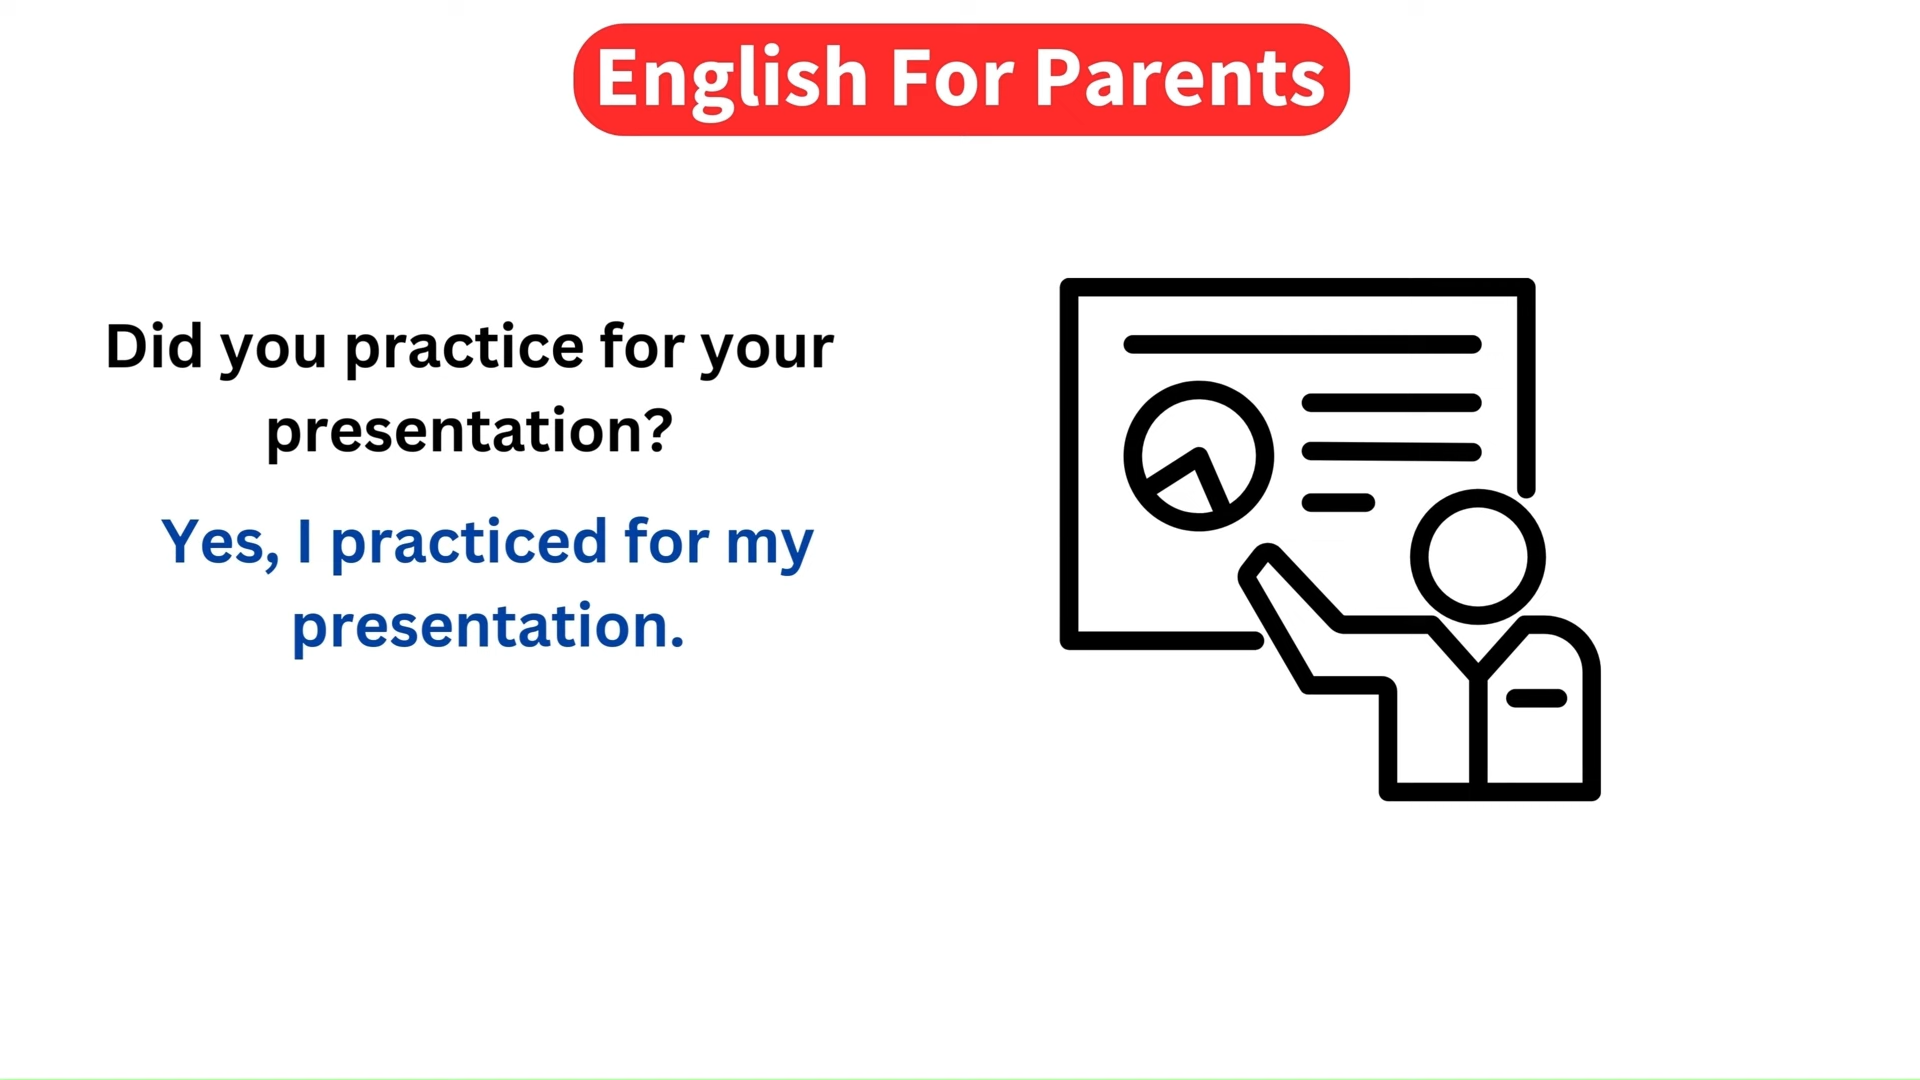 English For Parents
Did you practice for your
presentation?
Yes, I practiced for my
presentation.